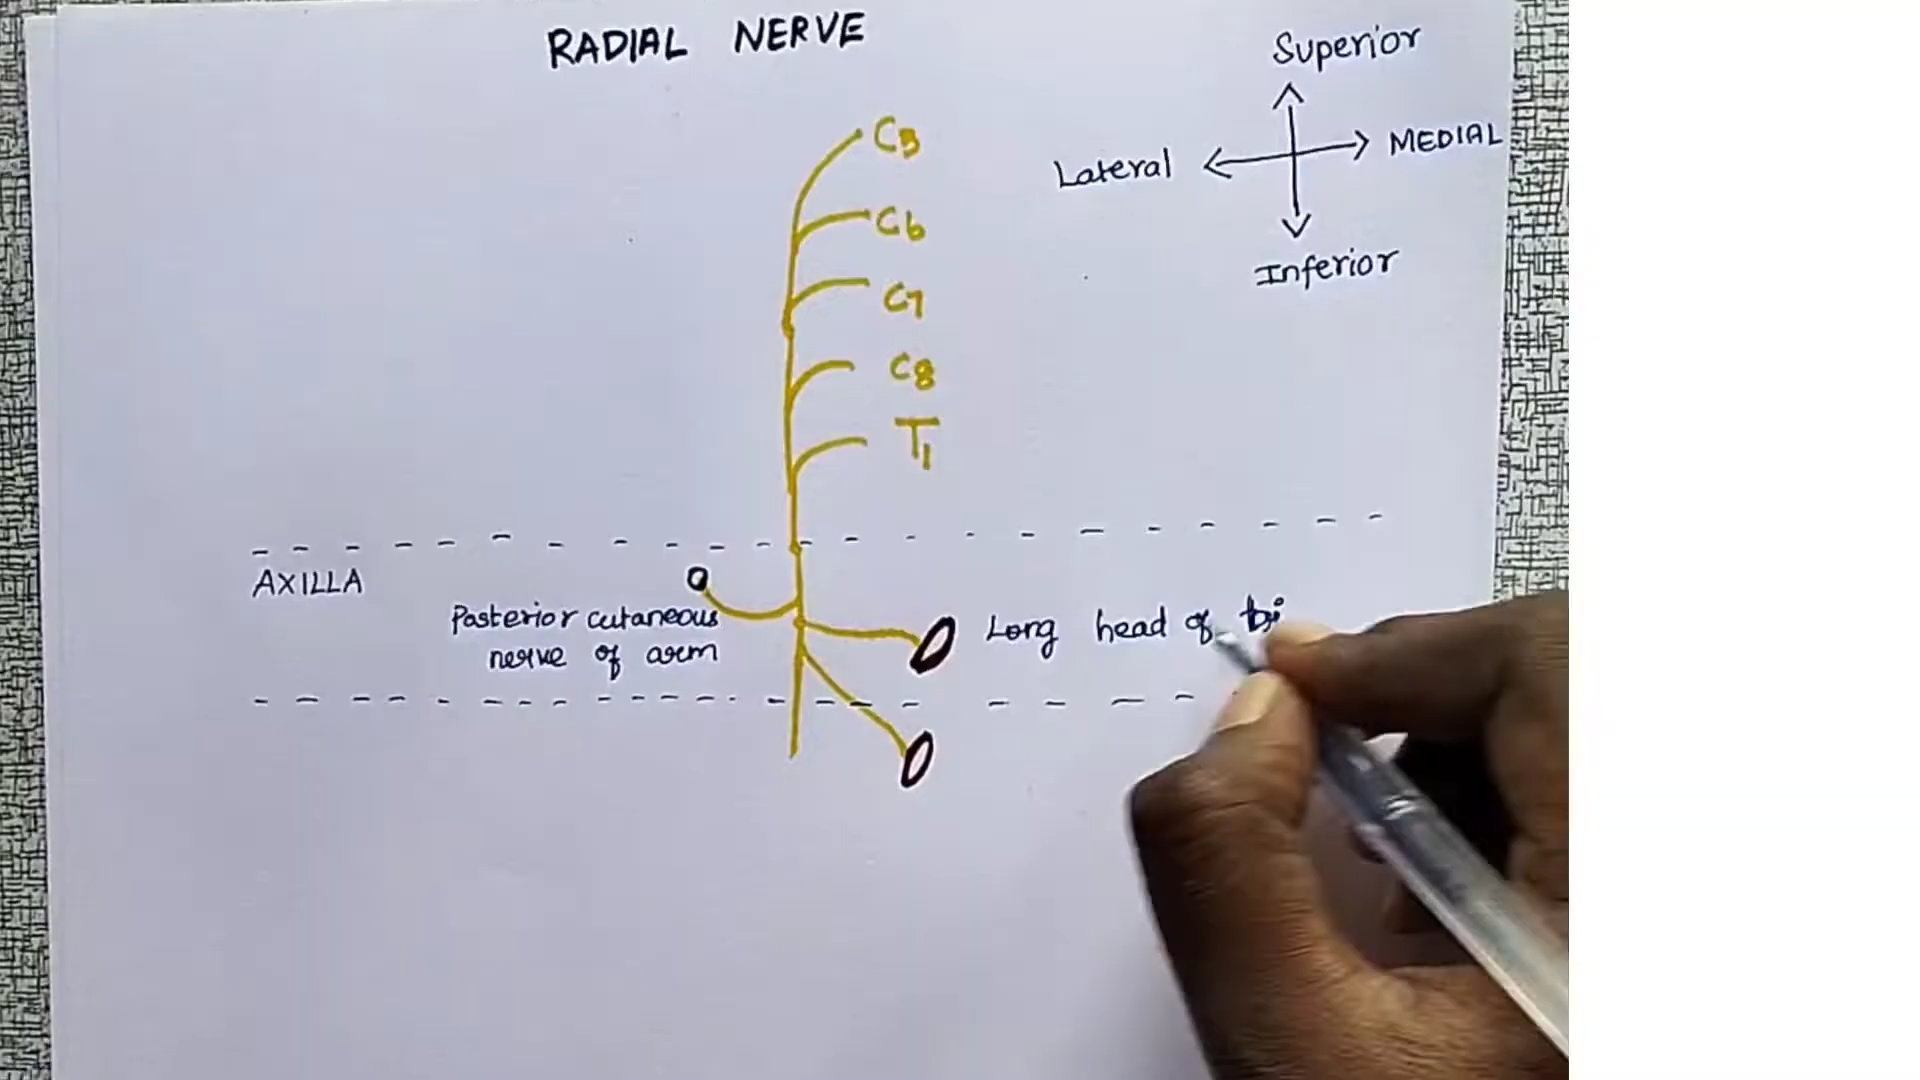 RADIAL NERVE
Superior
Lateral
MEDIAL
Inferior
C5
C6
C7
C8
T1
AXILLA
Posterior cutaneous
nerve of arm
Long head of